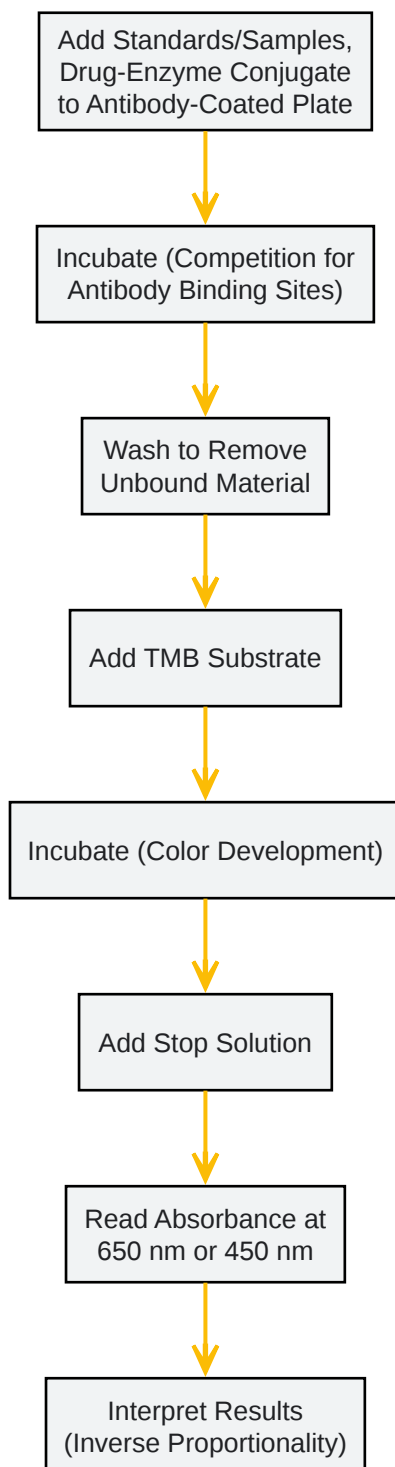 Add Standards/Samples,
Drug-Enzyme Conjugate
to Antibody-Coated Plate
Incubate (Competition for
Antibody Binding Sites)
Wash to Remove
Unbound Material
Add TMB Substrate
Incubate (Color Development)
Add Stop Solution
Read Absorbance at
650 nm or 450 nm
Interpret Results
(Inverse Proportionality)